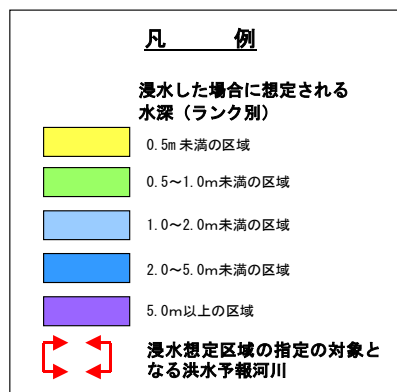 凡　　例
浸水した場合に想定される
水深（ランク別）
0.5m未満の区域
0.5～1.0m未満の区域
1.0～2.0m未満の区域
2.0～5.0m未満の区域
5.0m以上の区域
浸水想定区域の指定の対象と
なる洪水予報河川